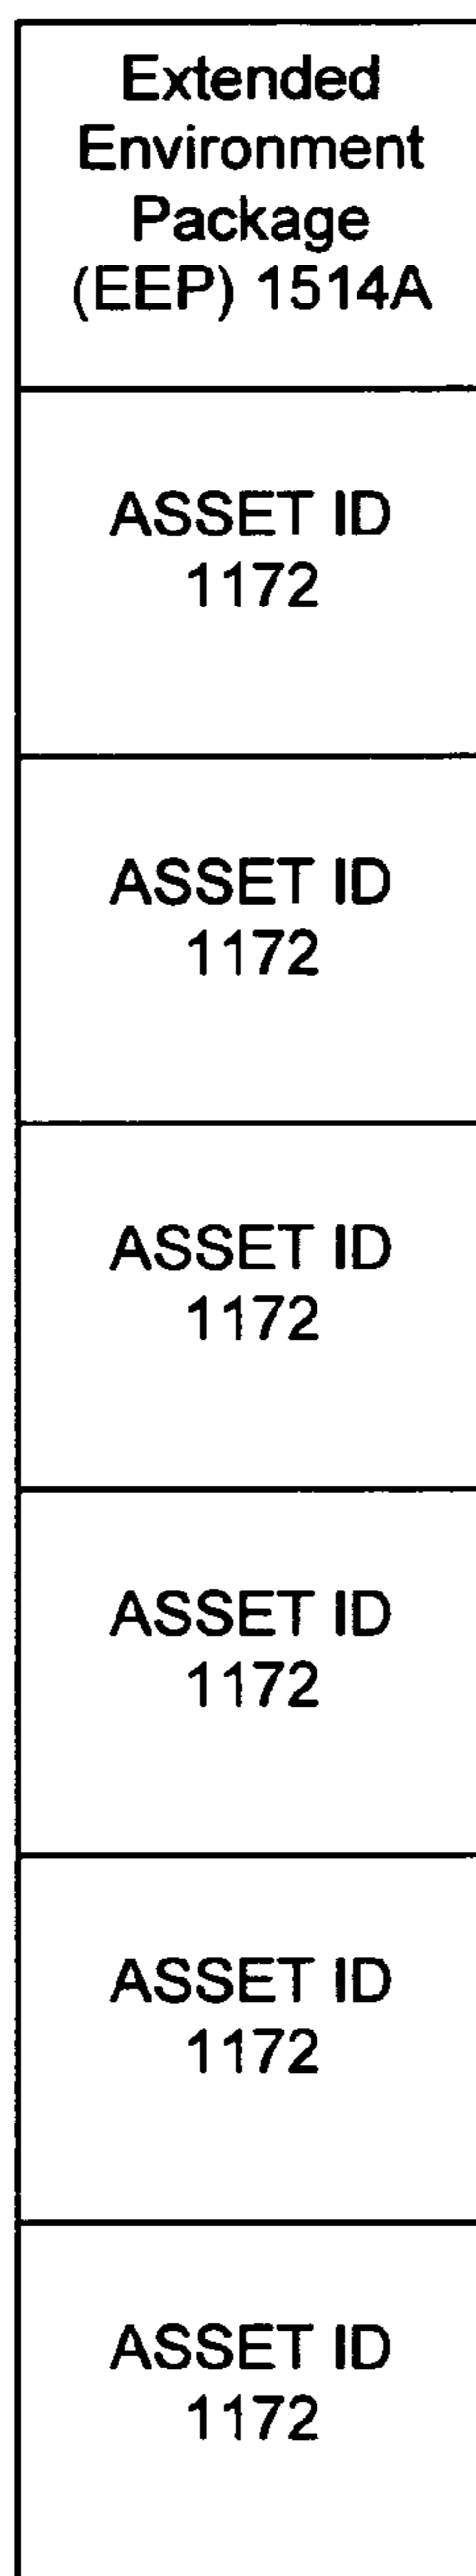 Extended
Environment
Package
(EEP) 1514A
ASSET ID
1172
ASSET ID
1172
ASSET ID
1172
ASSET ID
1172
ASSET ID
1172
ASSET ID
1172